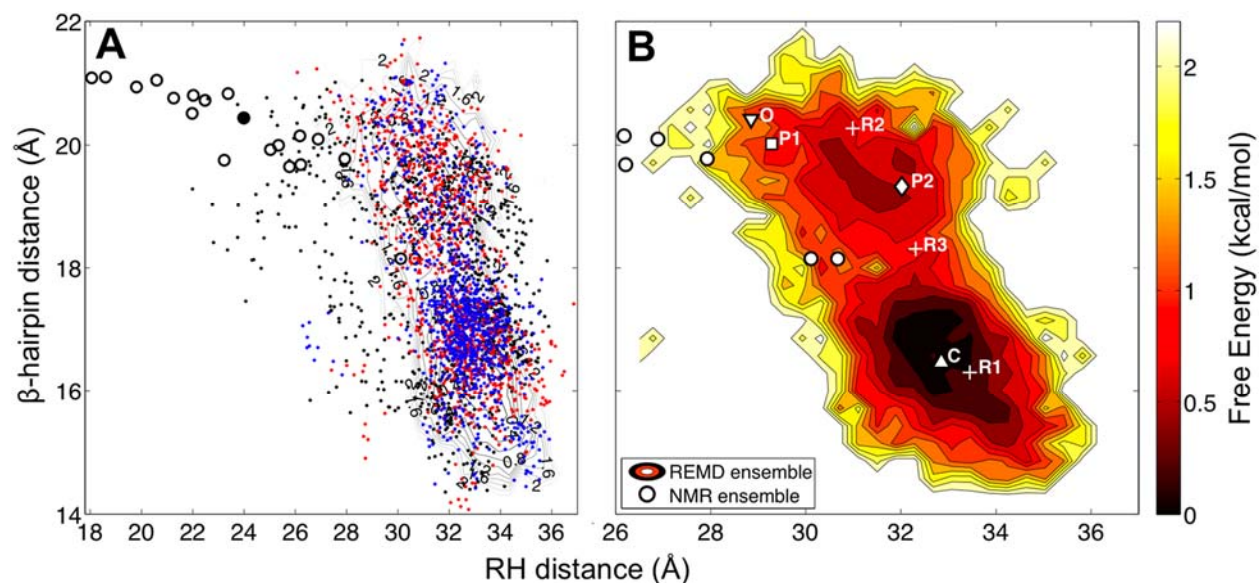 A
B
β-hairpin distance (Å)
22
20
18
16
14
18 20 22 24 26 28 30 32 34 36
26 28 30 32 34 36
RH distance (Å)
O
P1
R2
P2
R3
C
R1
REMD ensemble
NMR ensemble
2
1.5
1
0.5
0
Free Energy (kcal/mol)